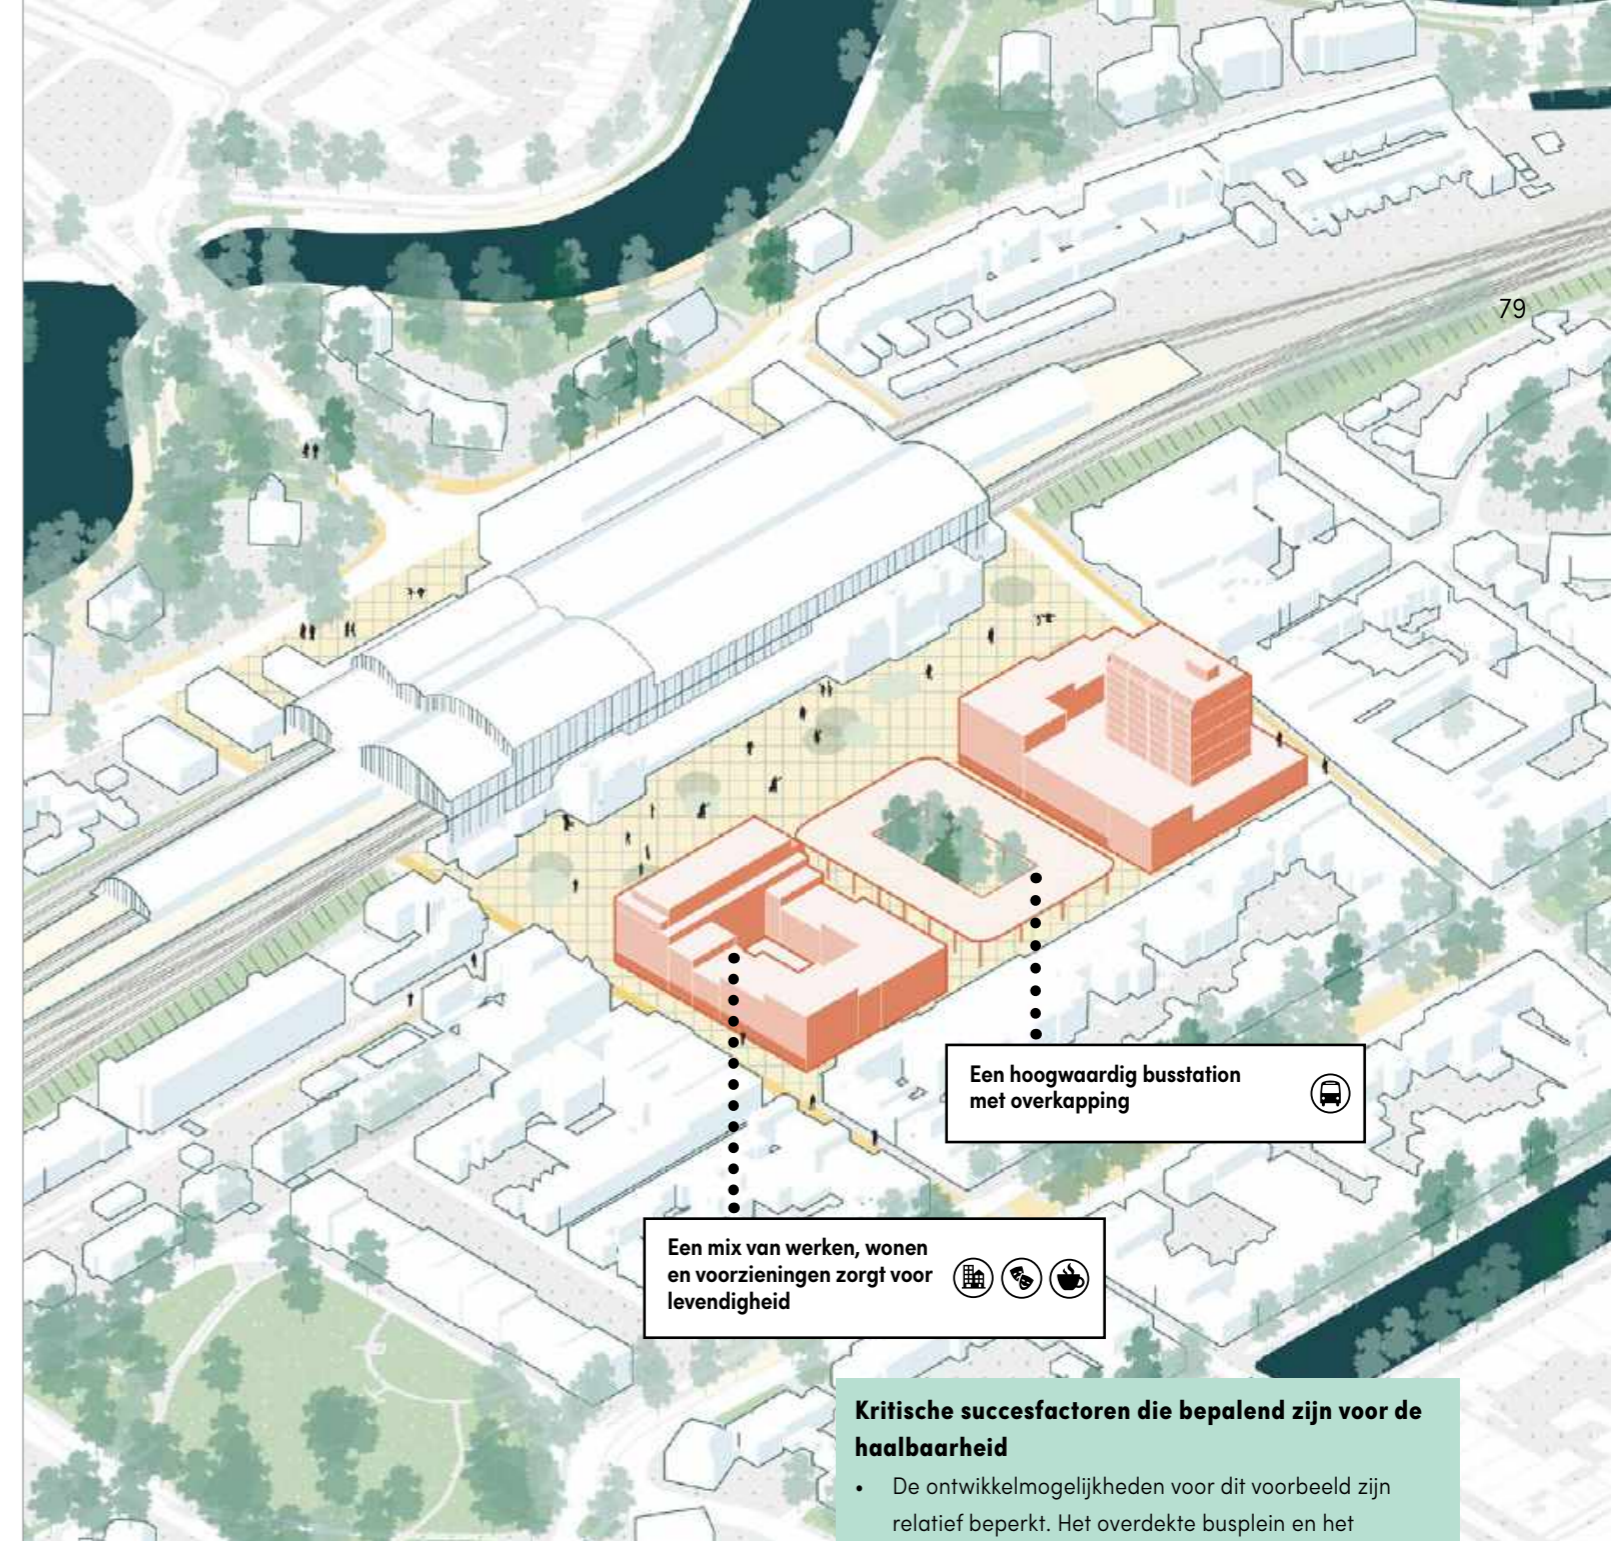 79
Een hoogwaardig busstation
met overkapping
Een mix van werken, wonen
en voorzieningen zorgt voor
levendigheid
Kritische succesfactoren die bepalend zijn voor de
haalbaarheid
• De ontwikkelmogelijkheden voor dit voorbeeld zijn
relatief beperkt. Het overdekte busplein en het